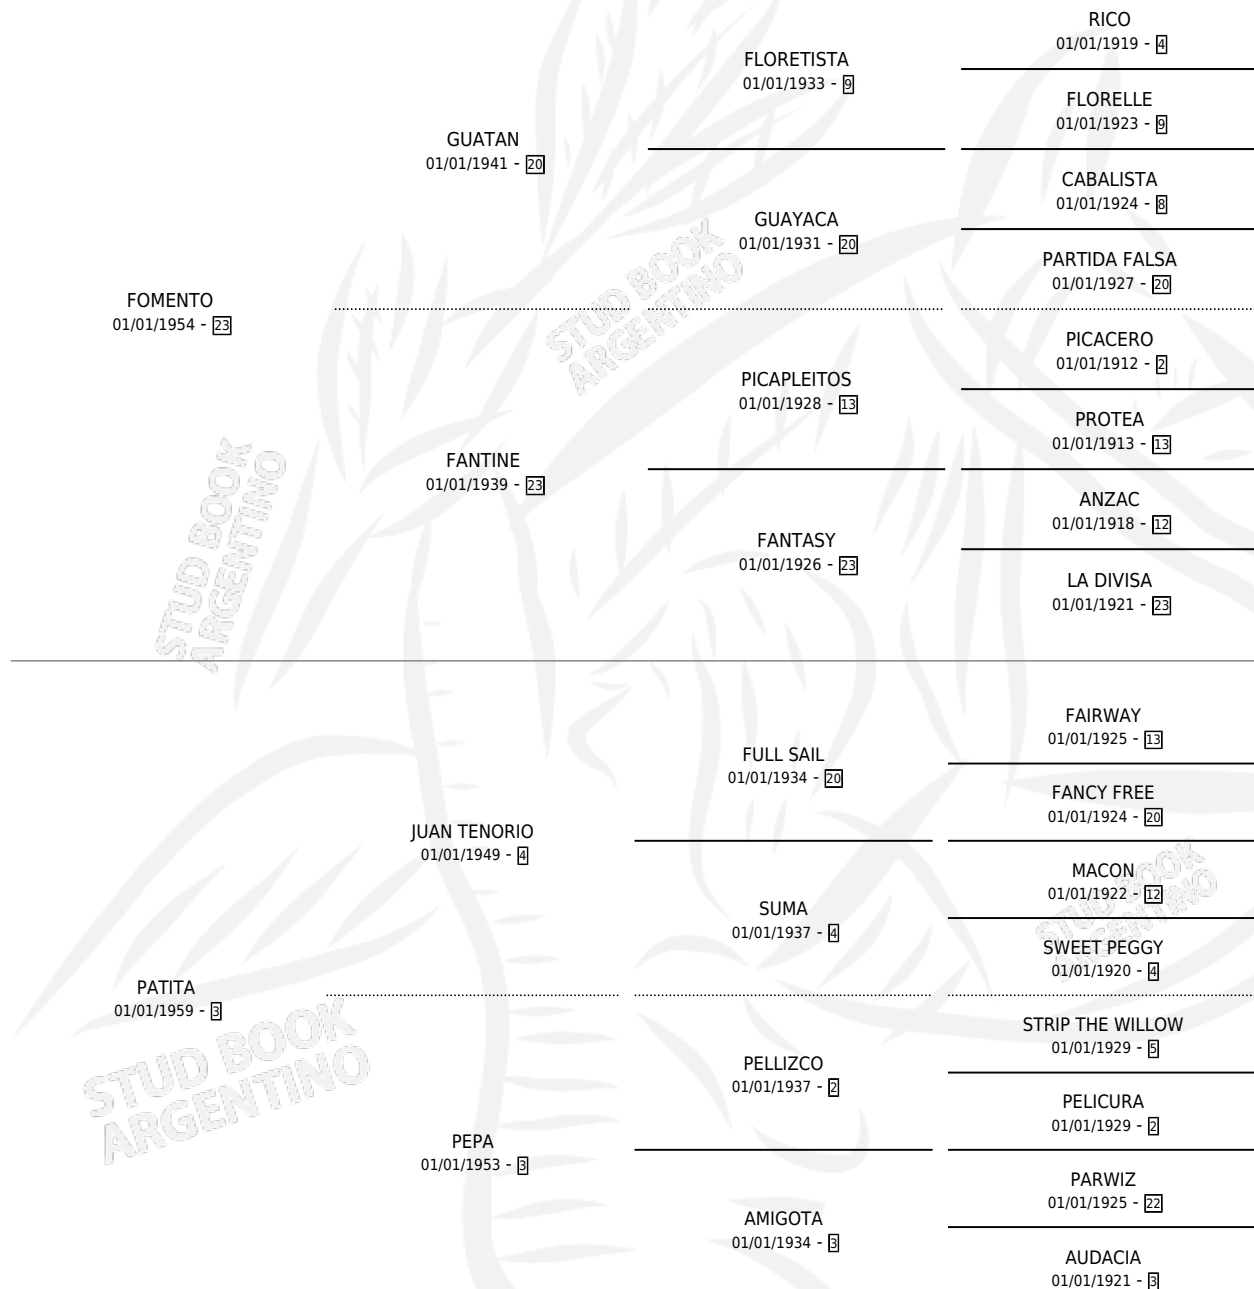 RICO
01/01/1919 - 4
FLORETISTA
01/01/1933 - 9
FLORELLE
01/01/1923 - 9
GUATAN
01/01/1941 - 20
CABALISTA
01/01/1924 - 8
GUAYACA
01/01/1931 - 20
PARTIDA FALSA
01/01/1927 - 20
FOMENTO
01/01/1954 - 23
PICACERO
01/01/1912 - 2
PICAPLEITOS
01/01/1928 - 13
PROTEA
01/01/1913 - 13
FANTINE
01/01/1939 - 23
ANZAC
01/01/1918 - 12
FANTASY
01/01/1926 - 23
LA DIVISA
01/01/1921 - 23
STUD BOOK
ARGENTINO
STUD BOOK
ARGENTINO
FAIRWAY
01/01/1925 - 13
FULL SAIL
01/01/1934 - 20
FANCY FREE
01/01/1924 - 20
JUAN TENORIO
01/01/1949 - 4
MACON
01/01/1922 - 12
SUMA
01/01/1937 - 4
SWEET PEGGY
01/01/1920 - 4
PATITA
01/01/1959 - 3
STRIP THE WILLOW
01/01/1929 - 5
PELLIZCO
01/01/1937 - 2
PELICURA
01/01/1929 - 2
PEPA
01/01/1953 - 3
PARWIZ
01/01/1925 - 22
AMIGOTA
01/01/1934 - 3
AUDACIA
01/01/1921 - 3
STUD BOOK
ARGENTINO
STUD BOOK
ARGENTINO